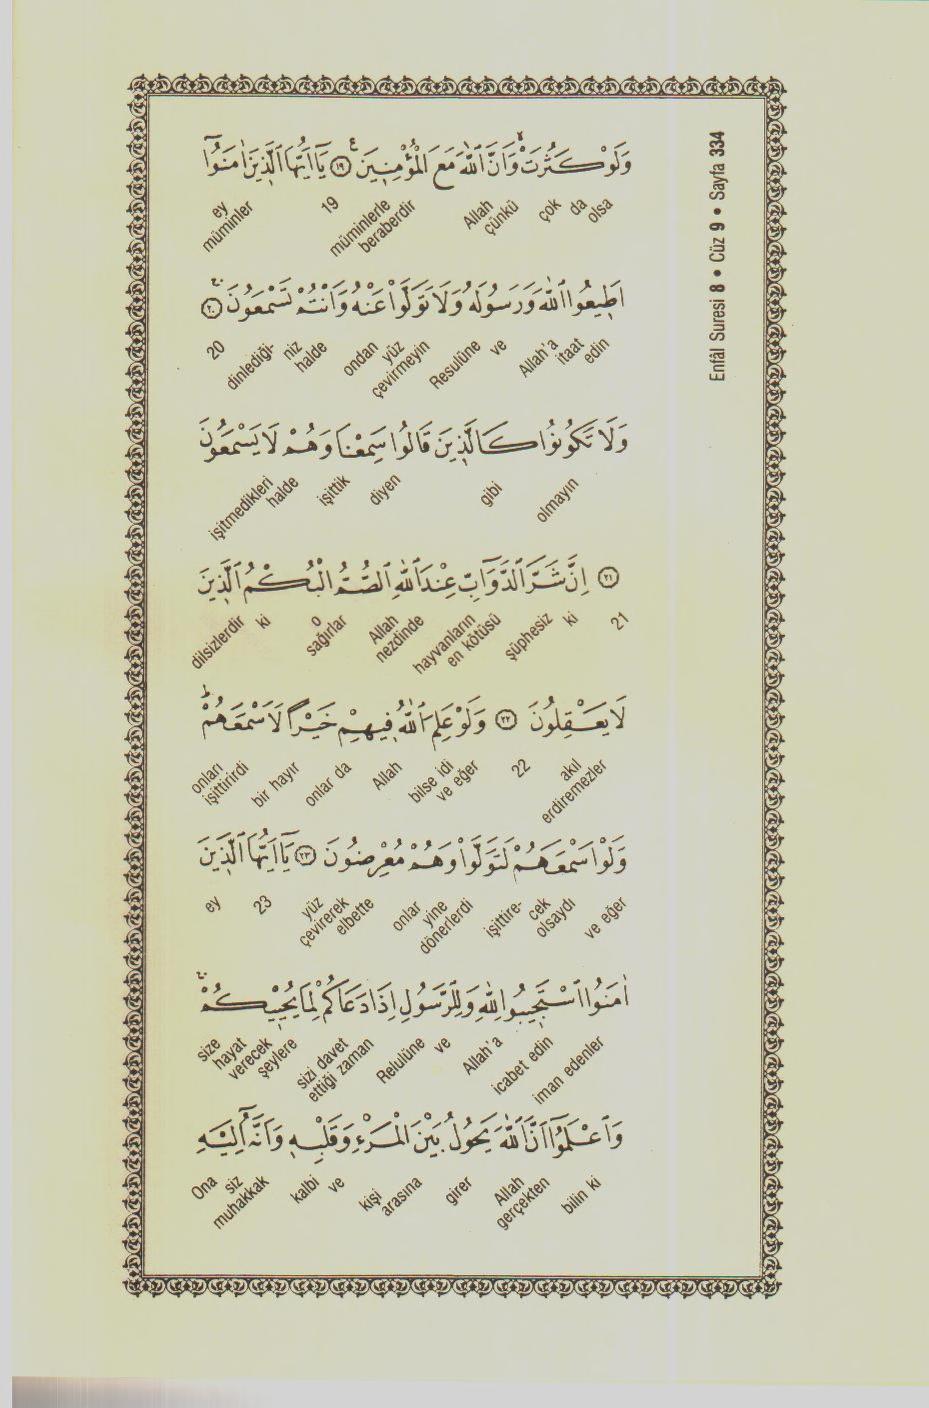 Enfâl Suresi 8 • Cüz 9 • Sayfa 334
وَلَوْ كَثُرَتْ وَاَنَّ اللّٰهَ مَعَ الْمُؤْمِنٖينَ ﴿١٩﴾ يَٓا اَيُّهَا الَّذٖينَ اٰمَنُٓوا
olsa da çok çünkü Allah müminlerle beraberdir 19 ey müminler
اَطٖيعُوا اللّٰهَ وَرَسُولَهُ وَلَا تَوَلَّوْا عَنْهُ وَاَنْتُمْ تَسْمَعُونَ ﴿٢٠﴾
itaat edin Allah'a ve Resulüne yüz çevirmeyin ondan dinlediği- niz halde 20
وَلَا تَكُونُوا كَالَّذٖينَ قَالُوا سَمِعْنَا وَهُمْ لَا يَسْمَعُونَ
olmayın gibi diyen işittik işitmedikleri halde
﴿٢١﴾ اِنَّ شَرَّ الدَّوَٓابِّ عِنْدَ اللّٰهِ الصُّمُّ الْبُكْمُ الَّذٖينَ
21 ki şüphesiz hayvanların en kötüsü Allah nezdinde o sağırlar ki dilsizlerdir
لَا يَعْقِلُونَ ﴿٢٢﴾ وَلَوْ عَلِمَ اللّٰهُ فٖيهِمْ خَيْرًا لَاَسْمَعَهُمْ
akıl erdiremezler 22 ve eğer bilse idi Allah onlar da bir hayır onları işittirirdi
وَلَوْ اَسْمَعَهُمْ لَتَوَلَّوْا وَهُمْ مُعْرِضُونَ ﴿٢٣﴾ يَٓا اَيُّهَا الَّذٖينَ
ve eğer işittire- cek olsaydı yine dönerlerdi onlar yüz çevirerek elbette 23 ey
اٰمَنُوا اسْتَجٖيبُوا لِلّٰهِ وَلِلرَّسُولِ اِذَا دَعَاكُمْ لِمَا يُحْيٖيكُمْ
iman edenler icabet edin Allah'a ve Relulüne sizi davet ettiği zaman size hayat verecek şeylere
وَاعْلَمُٓوا اَنَّ اللّٰهَ يَحُولُ بَيْنَ الْمَرْءِ وَقَلْبِهٖ وَاَنَّهُٓ اِلَيْهِ
bilin ki gerçekten Allah girer arasına kişi ve kalbi muhakkak siz Ona